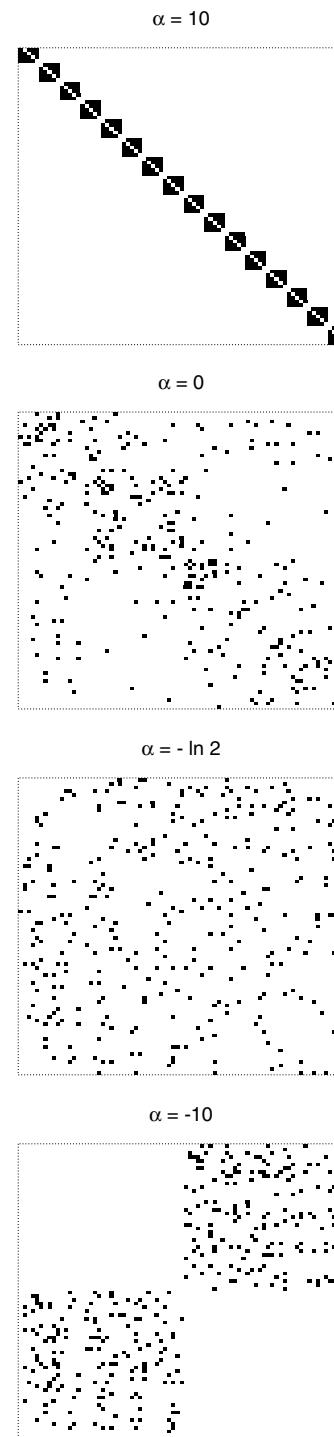 α = 10
α = 0
α = - ln 2
α = -10